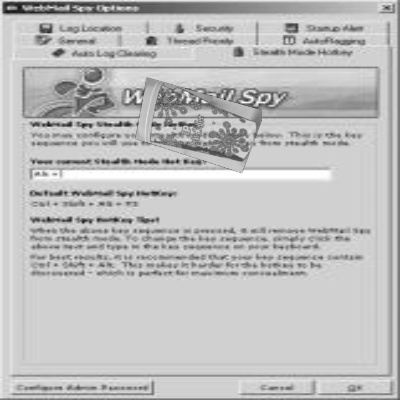 WebMail Spy Options
Log Location
Security
Startup Alert
General
Thread Priority
AutoFlagging
Auto Log Clearing
Stealth Mode Hotkey
WebMail Spy
WebMail Spy Stealth
You may configure below. This is the key
sequence you will use to from stealth mode.
Your current Stealth Mode Hot Key:
Alt +
Default WebMail Spy HotKey:
Ctrl + Shift + Alt +
WebMail Spy HotKey Tips!
When the above key sequence is pressed, it will remove WebMail Spy
from stealth mode. To change the key sequence, simply click the
above text and type in the key sequence on your keyboard.
For best results, it is recommended that your key sequence contain
Ctrl + Shift + Alt. This makes it harder for the hotkey to be
discovered - which is perfect for maximum concealment.
Configure Admin Password
Cancel
OK